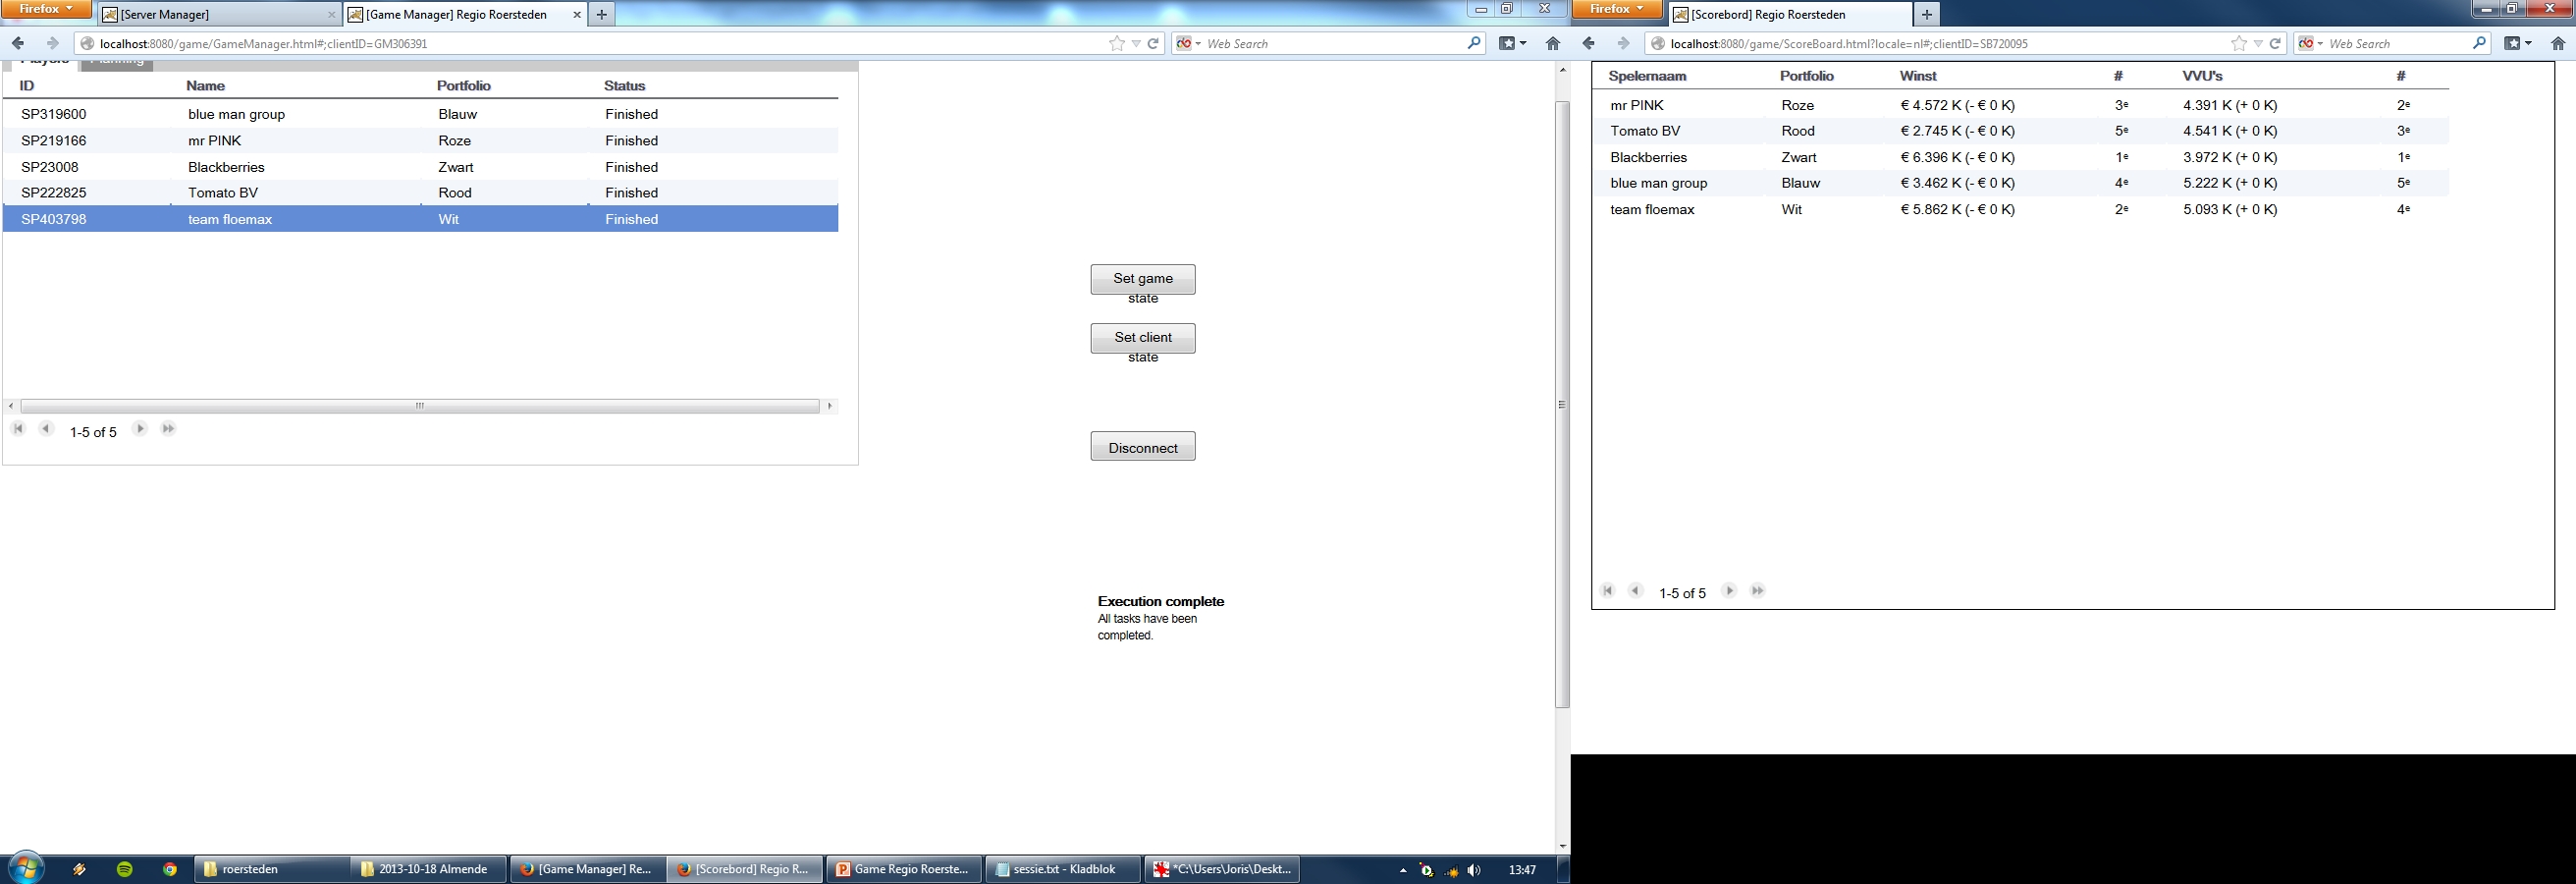 Firefox
[Server Manager]
[Game Manager] Regio Roersteden
localhost:8080/game/GameManager.html#;clientID=GM306391
Web Search
Players Planning
ID Name Portfolio Status
SP319600 blue man group Blauw Finished
SP219166 mr PINK Roze Finished
SP23008 Blackberries Zwart Finished
SP222825 Tomato BV Rood Finished
SP403798 team floemax Wit Finished
1-5 of 5
Set game
state
Set client
state
Disconnect
Execution complete
All tasks have been
completed.
Firefox
[Scorebord] Regio Roersteden
localhost:8080/game/ScoreBoard.html?locale=nl#;clientID=SB720095
Web Search
Spelernaam Portfolio Winst # VVU's #
mr PINK Roze € 4.572 K (- € 0 K) 3e 4.391 K (+ 0 K) 2e
Tomato BV Rood € 2.745 K (- € 0 K) 5e 4.541 K (+ 0 K) 3e
Blackberries Zwart € 6.396 K (- € 0 K) 1e 3.972 K (+ 0 K) 1e
blue man group Blauw € 3.462 K (- € 0 K) 4e 5.222 K (+ 0 K) 5e
team floemax Wit € 5.862 K (- € 0 K) 2e 5.093 K (+ 0 K) 4e
1-5 of 5
roersteden
2013-10-18 Almende
[Game Manager] Re...
[Scorebord] Regio R...
Game Regio Roerste...
sessie.txt - Kladblok
*C:\Users\Joris\Deskt...
13:47